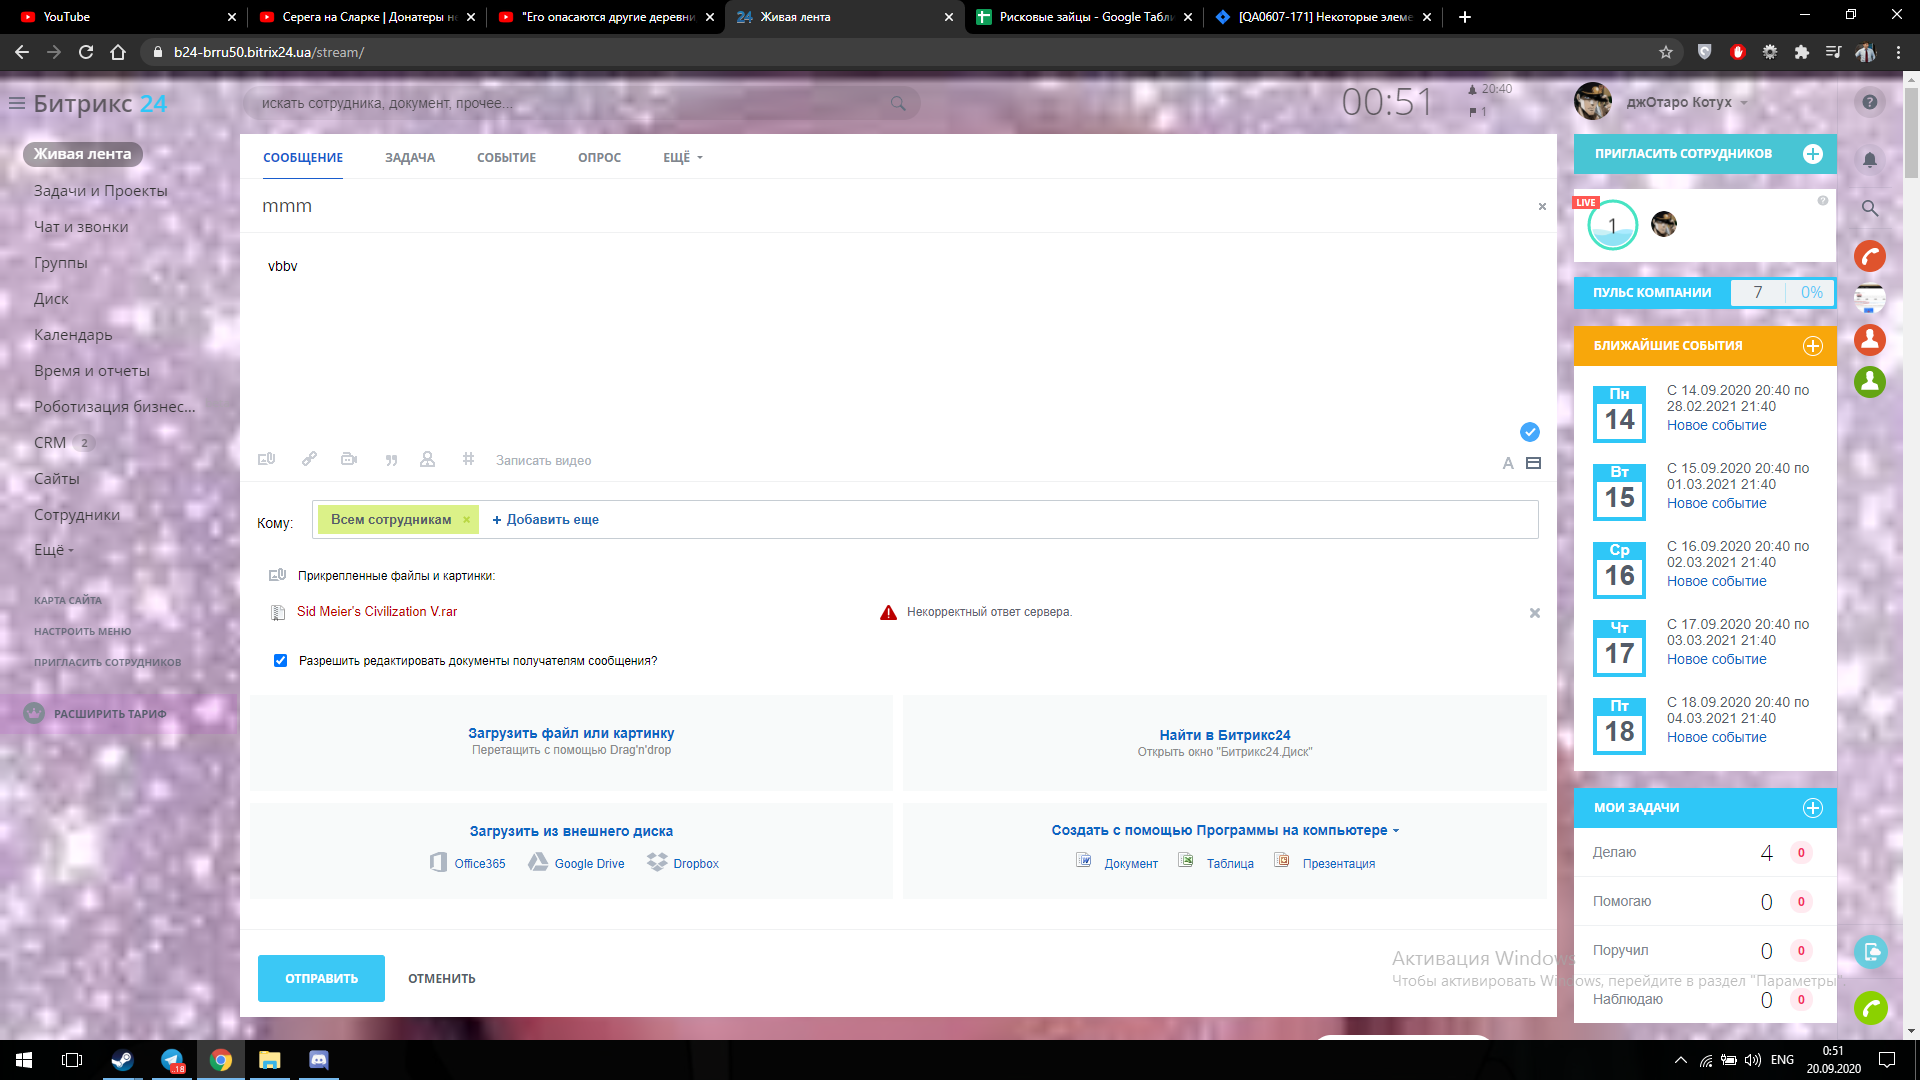 YouTube
Серега на Сларке | Донатеры не
"Его опасаются другие деревни
24 Живая лента
Рисковые зайцы - Google Табли
[QA0607-171] Некоторые элеме
b24-brru50.bitrix24.ua/stream/
Битрикс 24
искать сотрудника, документ, прочее...
00:51
20:40
1
джОтаро Котух
Живая лента
Задачи и Проекты
Чат и звонки
Группы
Диск
Календарь
Время и отчеты
Роботизация бизнес...
CRM 2
Сайты
Сотрудники
Ещё
КАРТА САЙТА
НАСТРОИТЬ МЕНЮ
ПРИГЛАСИТЬ СОТРУДНИКОВ
РАСШИРИТЬ ТАРИФ
СООБЩЕНИЕ ЗАДАЧА СОБЫТИЕ ОПРОС ЕЩЁ
mmm
vbbv
Записать видео
A
Кому: Всем сотрудникам × + Добавить еще
Прикрепленные файлы и картинки:
Sid Meier's Civilization V.rar Некорректный ответ сервера.
Разрешить редактировать документы получателям сообщения?
Загрузить файл или картинку
Перетащить с помощью Drag'n'drop
Найти в Битрикс24
Открыть окно "Битрикс24.Диск"
Загрузить из внешнего диска
Office365 Google Drive Dropbox
Создать с помощью Программы на компьютере
Документ Таблица Презентация
ОТПРАВИТЬ ОТМЕНИТЬ
ПРИГЛАСИТЬ СОТРУДНИКОВ
LIVE
1
ПУЛЬС КОМПАНИИ 7 0%
БЛИЖАЙШИЕ СОБЫТИЯ
Пн
14
С 14.09.2020 20:40 по
28.02.2021 21:40
Новое событие
Вт
15
С 15.09.2020 20:40 по
01.03.2021 21:40
Новое событие
Ср
16
С 16.09.2020 20:40 по
02.03.2021 21:40
Новое событие
Чт
17
С 17.09.2020 20:40 по
03.03.2021 21:40
Новое событие
Пт
18
С 18.09.2020 20:40 по
04.03.2021 21:40
Новое событие
МОИ ЗАДАЧИ
Делаю 4 0
Помогаю 0 0
Поручил 0 0
Наблюдаю 0 0
Активация Windows
Чтобы активировать Windows, перейдите в раздел "Параметры".
.18
ENG
0:51
20.09.2020